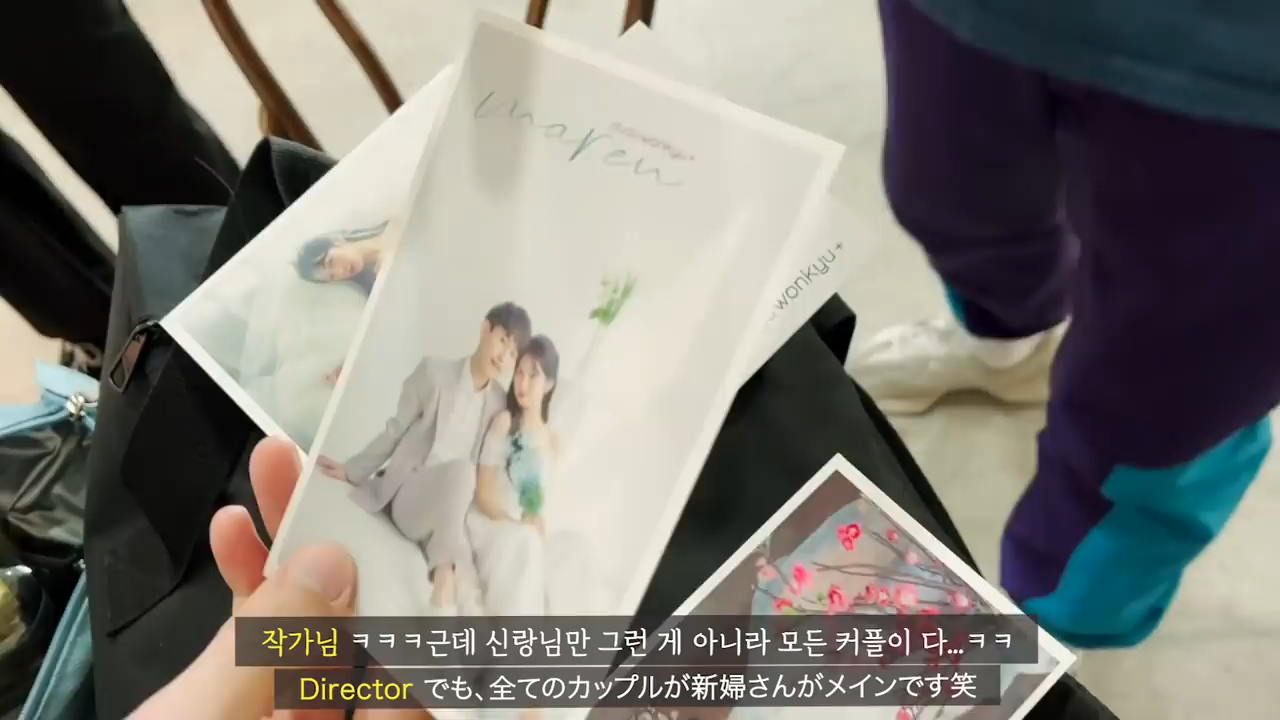 maren
wonkyu+
작가님 ㅋㅋㅋ근데 신랑님만 그런 게 아니라 모든 커플이 다...ㅋㅋ
Director でも、全てのカップルが新婦さんがメインです笑